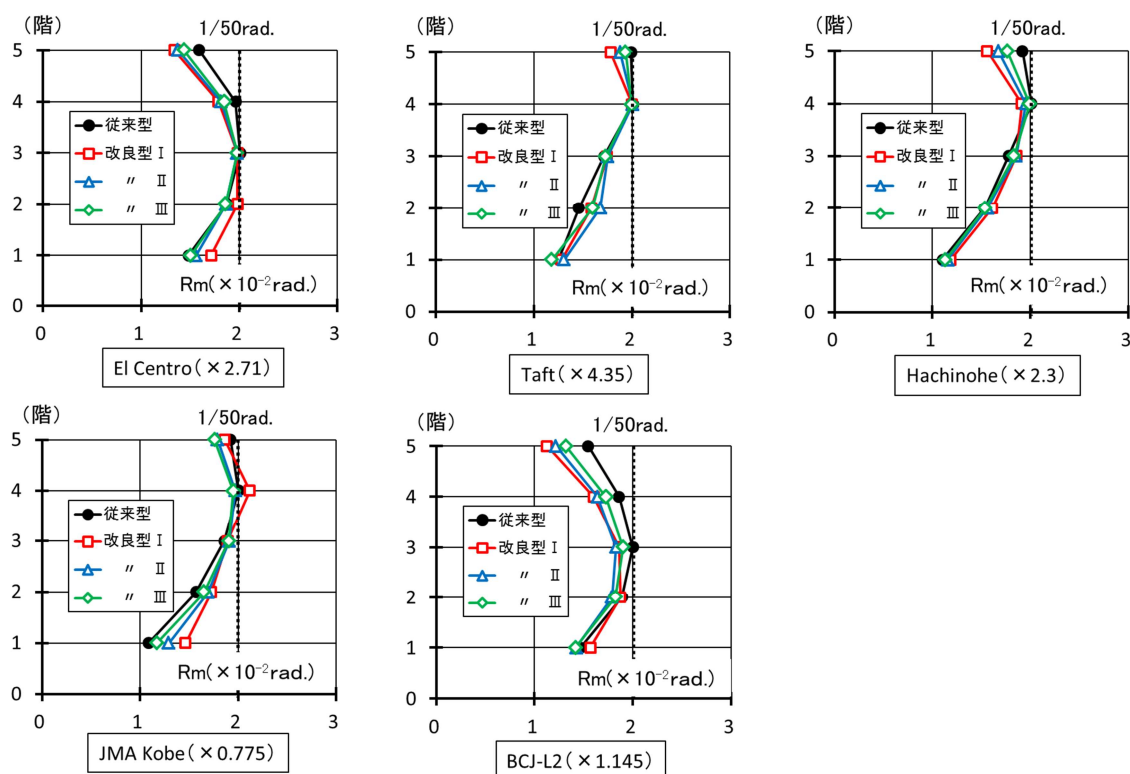 （階）
1/50rad.
5
4
3
2
1
0
従来型
改良型Ⅰ
〃 Ⅱ
〃 Ⅲ
Rm(×10⁻²rad.)
0 1 2 3
El Centro（×2.71）
（階）
1/50rad.
5
4
3
2
1
0
従来型
改良型Ⅰ
〃 Ⅱ
〃 Ⅲ
Rm(×10⁻²rad.)
0 1 2 3
Taft（×4.35）
（階）
1/50rad.
5
4
3
2
1
0
従来型
改良型Ⅰ
〃 Ⅱ
〃 Ⅲ
Rm(×10⁻²rad.)
0 1 2 3
Hachinohe（×2.3）
（階）
1/50rad.
5
4
3
2
1
0
従来型
改良型Ⅰ
〃 Ⅱ
〃 Ⅲ
Rm(×10⁻²rad.)
0 1 2 3
JMA Kobe（×0.775）
（階）
1/50rad.
5
4
3
2
1
0
従来型
改良型Ⅰ
〃 Ⅱ
〃 Ⅲ
Rm(×10⁻²rad.)
0 1 2 3
BCJ-L2（×1.145）